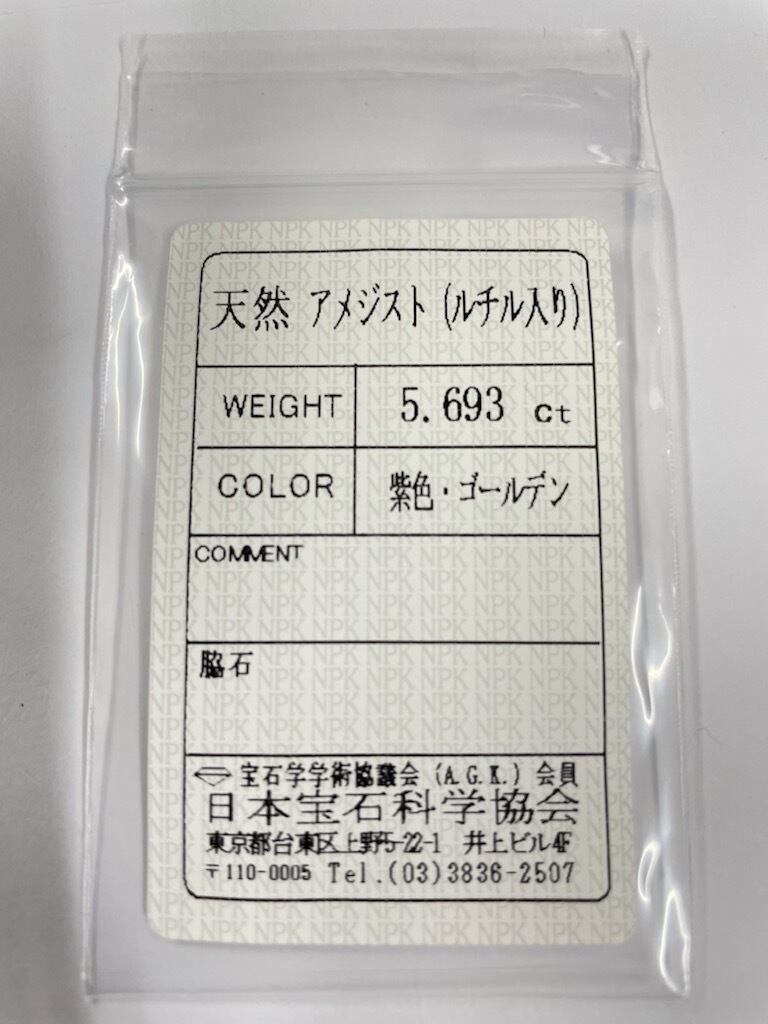 天然 アメジスト (ルチル入り)
WEIGHT 5.693 ct
COLOR 紫色・ゴールデン
COMMENT
脇石
宝石学学術協議会 (A.G.K.) 会員
日本宝石科学協会
東京都台東区上野5-22-1 井上ビル4F
〒110-0005 Tel.(03)3836-2507